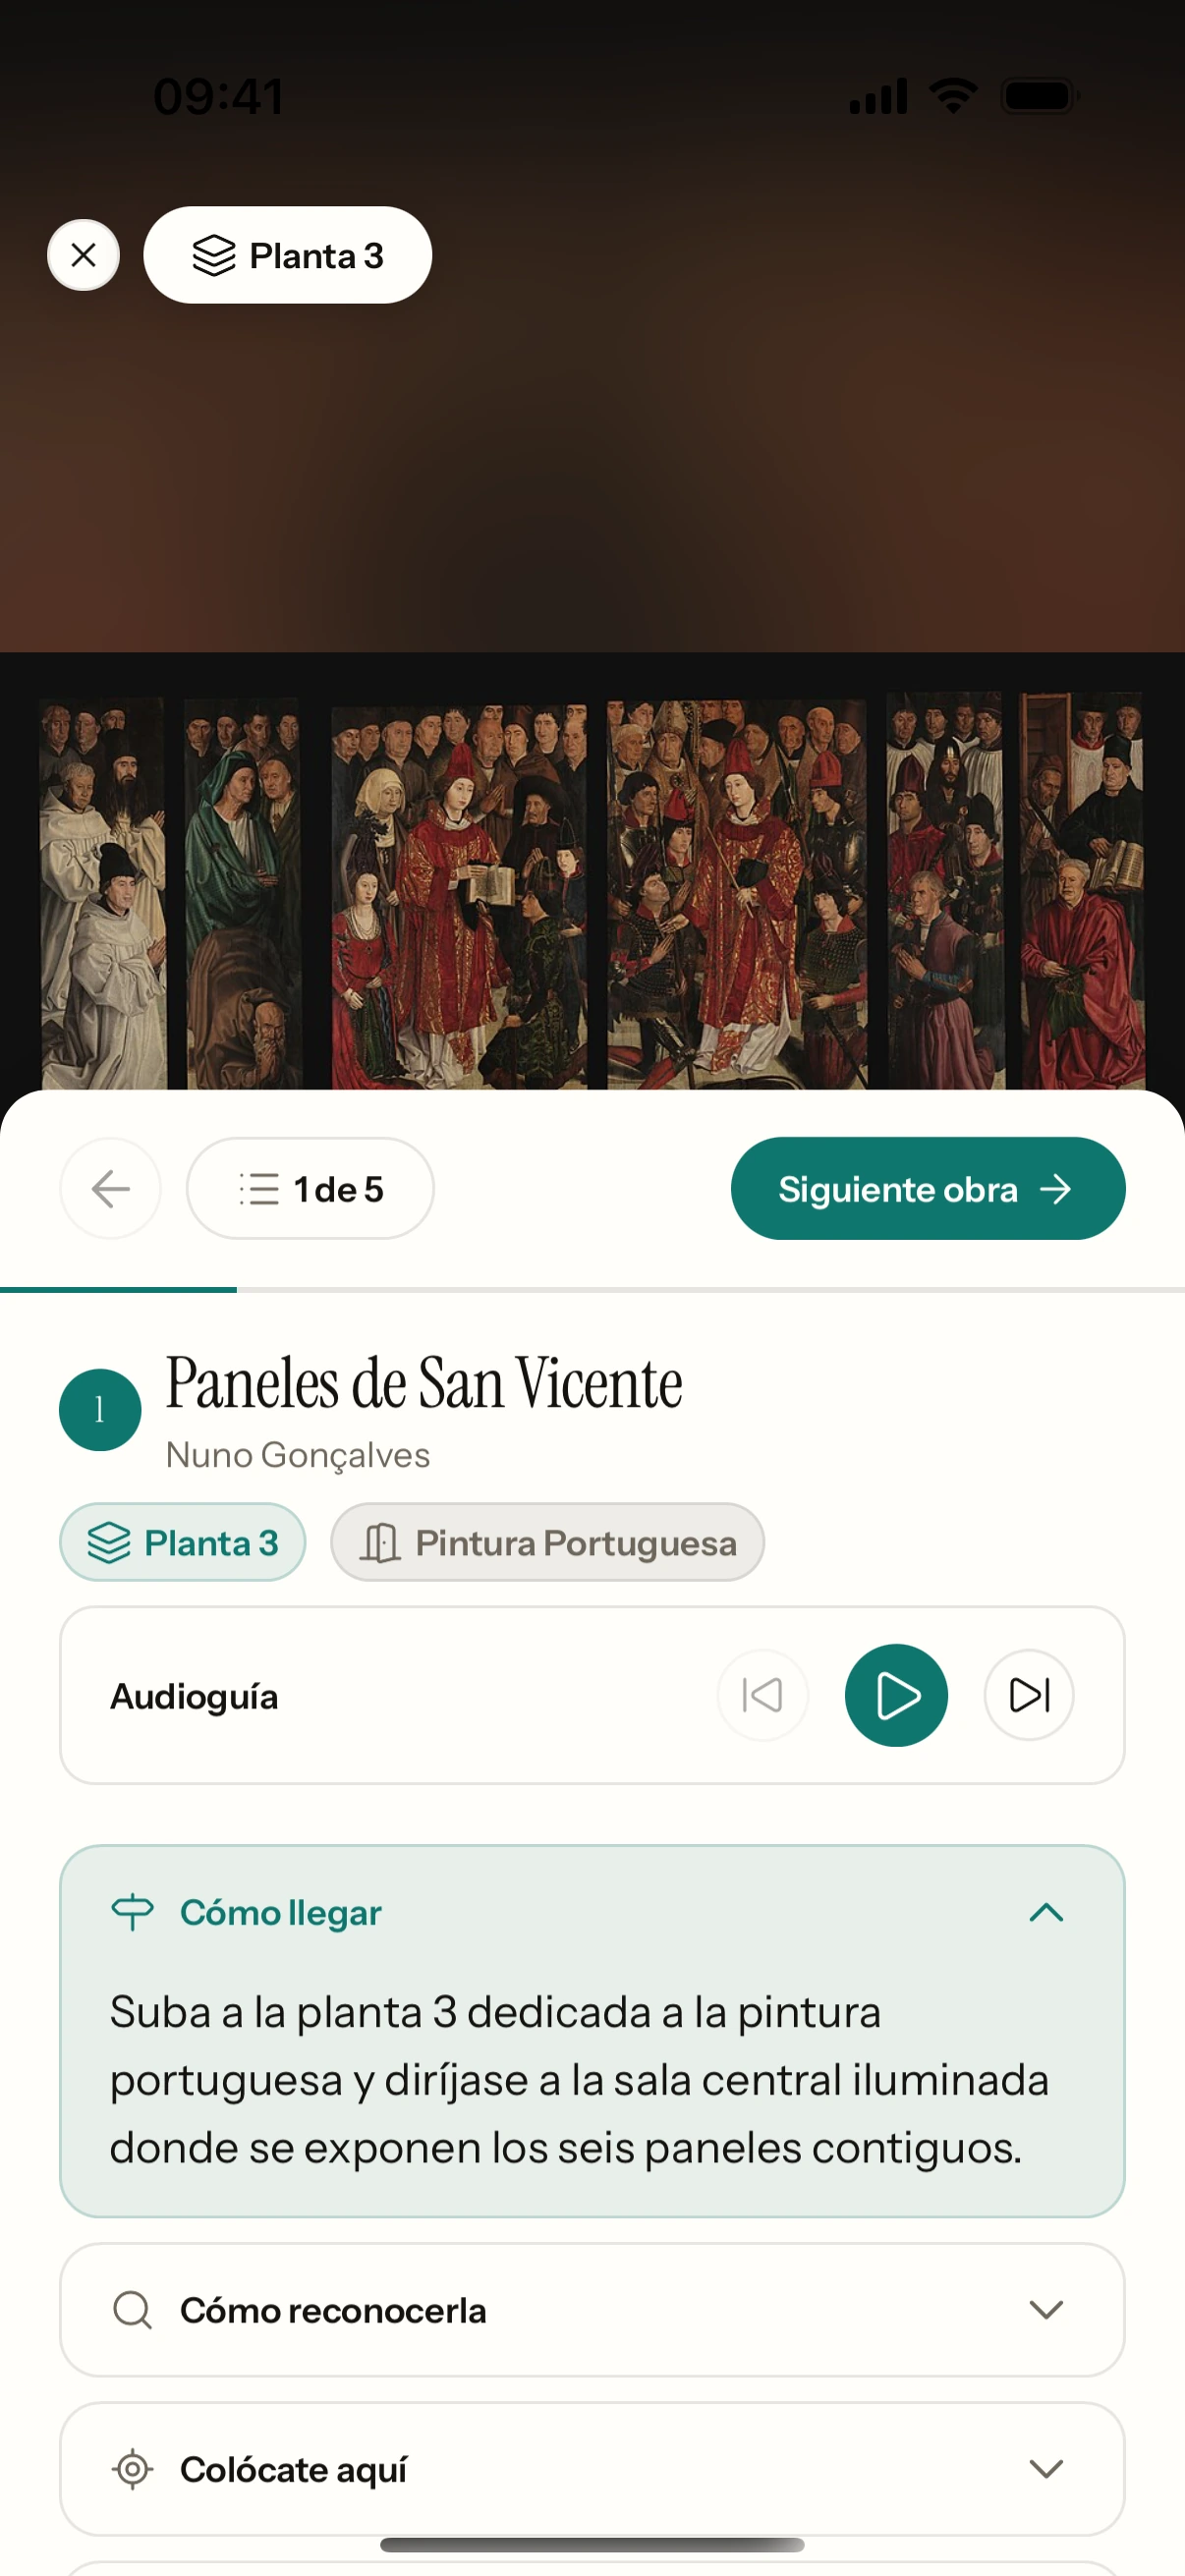 09:41
Planta 3
1 de 5
Siguiente obra
1
Paneles de San Vicente
Nuno Gonçalves
Planta 3
Pintura Portuguesa
Audioguía
Cómo llegar
Suba a la planta 3 dedicada a la pintura
portuguesa y diríjase a la sala central iluminada
donde se exponen los seis paneles contiguos.
Cómo reconocerla
Colócate aquí